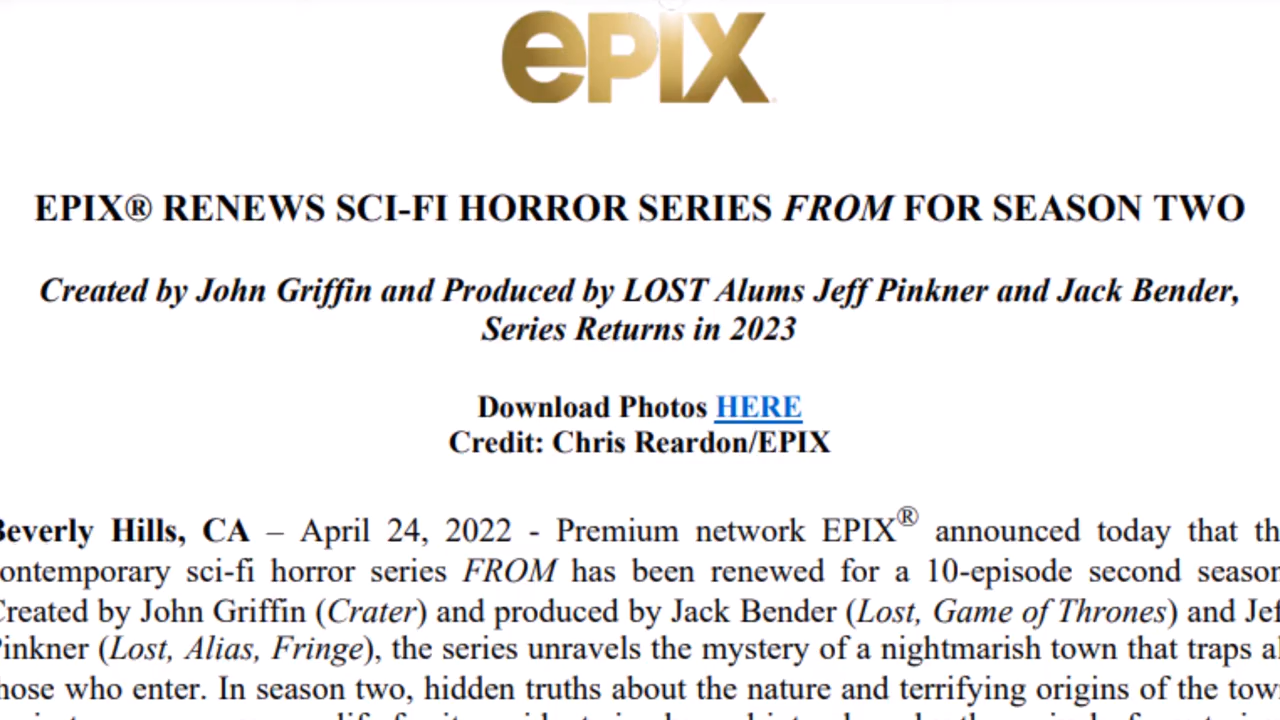 epix
EPIX® RENEWS SCI-FI HORROR SERIES FROM FOR SEASON TWO
Created by John Griffin and Produced by LOST Alums Jeff Pinkner and Jack Bender,
Series Returns in 2023
Download Photos HERE
Credit: Chris Reardon/EPIX
Beverly Hills, CA – April 24, 2022 - Premium network EPIX® announced today that th
ontemporary sci-fi horror series FROM has been renewed for a 10-episode second season
Created by John Griffin (Crater) and produced by Jack Bender (Lost, Game of Thrones) and Jef
Pinkner (Lost, Alias, Fringe), the series unravels the mystery of a nightmarish town that traps al
hose who enter. In season two, hidden truths about the nature and terrifying origins of the town